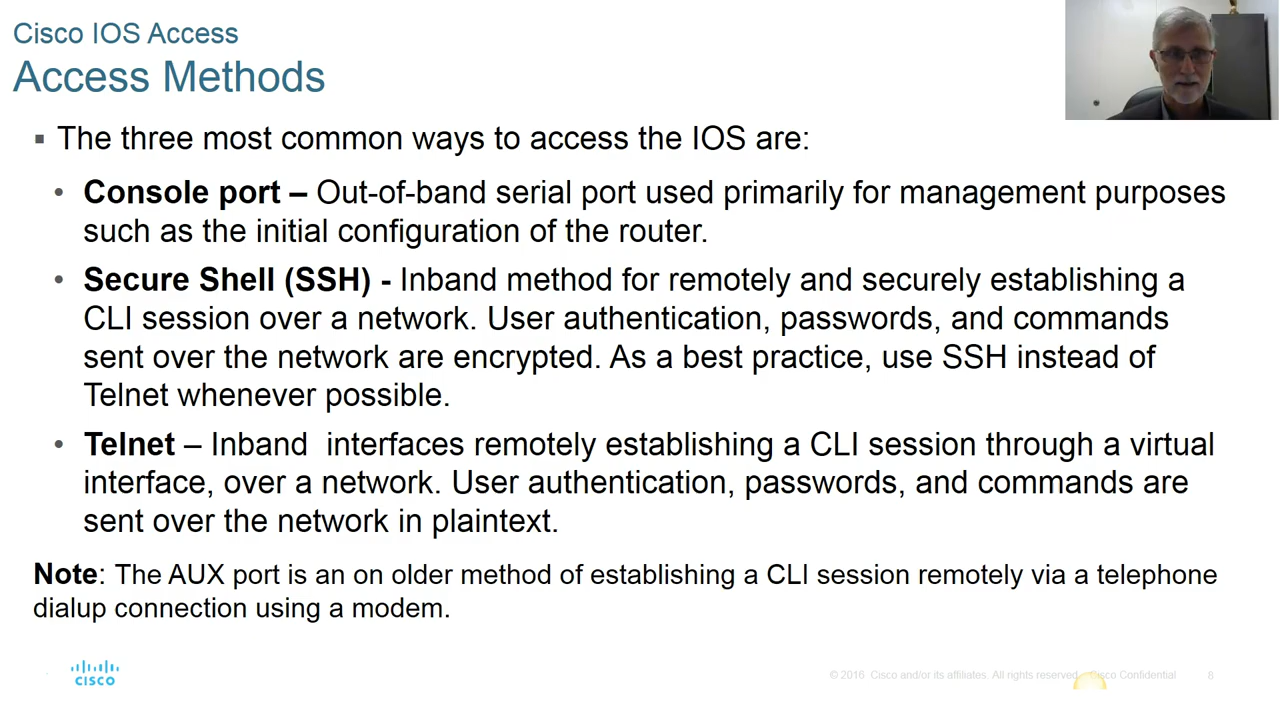 Cisco IOS Access
Access Methods
▪ The three most common ways to access the IOS are:
• Console port – Out-of-band serial port used primarily for management purposes
such as the initial configuration of the router.
• Secure Shell (SSH) - Inband method for remotely and securely establishing a
CLI session over a network. User authentication, passwords, and commands
sent over the network are encrypted. As a best practice, use SSH instead of
Telnet whenever possible.
• Telnet – Inband  interfaces remotely establishing a CLI session through a virtual
interface, over a network. User authentication, passwords, and commands are
sent over the network in plaintext.
Note: The AUX port is an on older method of establishing a CLI session remotely via a telephone
dialup connection using a modem.
CISCO
© 2016 Cisco and/or its affiliates. All rights reserved. Cisco Confidential 8